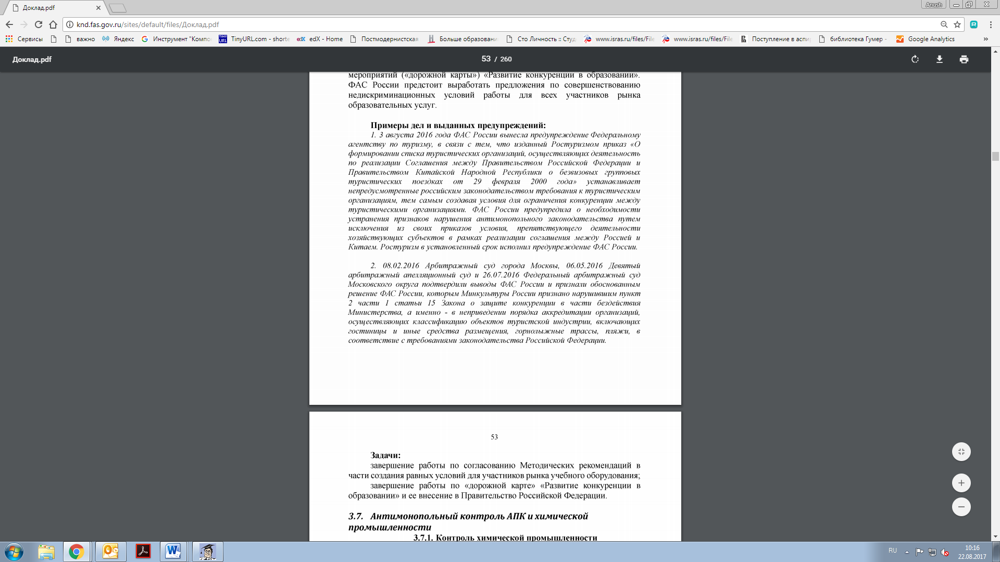 Доклад.pdf
Anush
knd.fas.gov.ru/sites/default/files/Доклад.pdf
Сервисы важно Яндекс Инструмент "Компо TinyURL.com - shorte edX - Home Постмодернистская Больше образовани Сто Личность :: Студ www.isras.ru/files/File www.isras.ru/files/File Поступление в аспи библиотека Гумер - Google Analytics »
Доклад.pdf 53 / 260
мероприятий («дорожной карты») «Развитие конкуренции в образовании».
ФАС России предстоит выработать предложения по совершенствованию
недискриминационных условий работы для всех участников рынка
образовательных услуг.
Примеры дел и выданных предупреждений:
1. 3 августа 2016 года ФАС России вынесла предупреждение Федеральному
агентству по туризму, в связи с тем, что изданный Ростуризмом приказ «О
формировании списка туристических организаций, осуществляющих деятельность
по реализации Соглашения между Правительством Российской Федерации и
Правительством Китайской Народной Республики о безвизовых групповых
туристических поездках от 29 февраля 2000 года» устанавливает
непредусмотренные российским законодательством требования к туристическим
организациям, тем самым создавая условия для ограничения конкуренции между
туристическими организациями. ФАС России предупредила о необходимости
устранения признаков нарушения антимонопольного законодательства путем
исключения из своих приказов условия, препятствующего деятельности
хозяйствующих субъектов в рамках реализации соглашения между Россией и
Китаем. Ростуризм в установленный срок исполнил предупреждение ФАС России.
2. 08.02.2016 Арбитражный суд города Москвы, 06.05.2016 Девятый
арбитражный апелляционный суд и 26.07.2016 Федеральный арбитражный суд
Московского округа подтвердили выводы ФАС России и признали обоснованным
решение ФАС России, которым Минкультуры России признано нарушившим пункт
2 части 1 статьи 15 Закона о защите конкуренции в части бездействия
Министерства, а именно - в неприведении порядка аккредитации организаций,
осуществляющих классификацию объектов туристской индустрии, включающих
гостиницы и иные средства размещения, горнолыжные трассы, пляжи, в
соответствие с требованиями законодательства Российской Федерации.
53
Задачи:
завершение работы по согласованию Методических рекомендаций в
части создания равных условий для участников рынка учебного оборудования;
завершение работы по «дорожной карте» «Развитие конкуренции в
образовании» и ее внесение в Правительство Российской Федерации.
3.7. Антимонопольный контроль АПК и химической
промышленности
3.7.1. Контроль химической промышленности
RU 10:16
22.08.2017